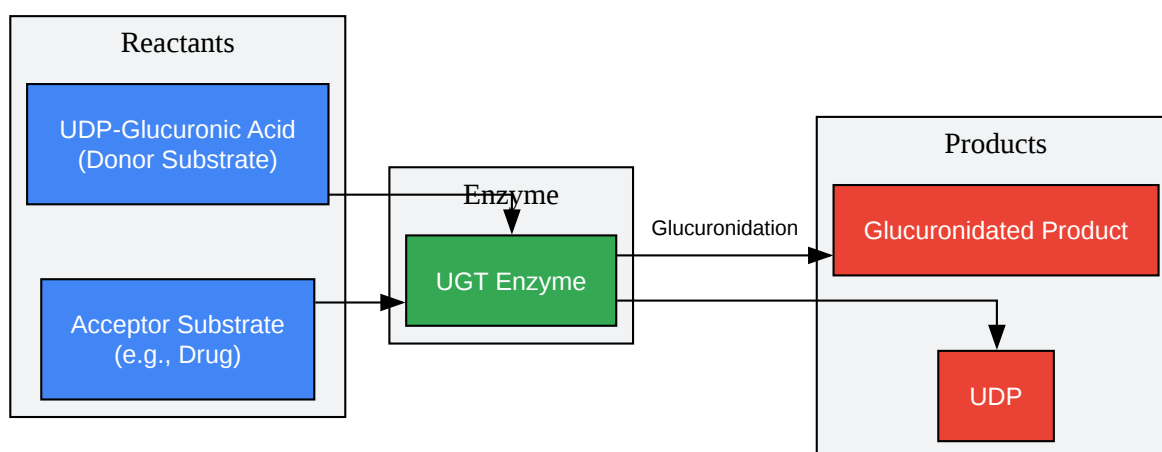 Reactants
UDP-Glucuronic Acid
(Donor Substrate)
Acceptor Substrate
(e.g., Drug)
Enzyme
UGT Enzyme
Glucuronidation
Products
Glucuronidated Product
UDP